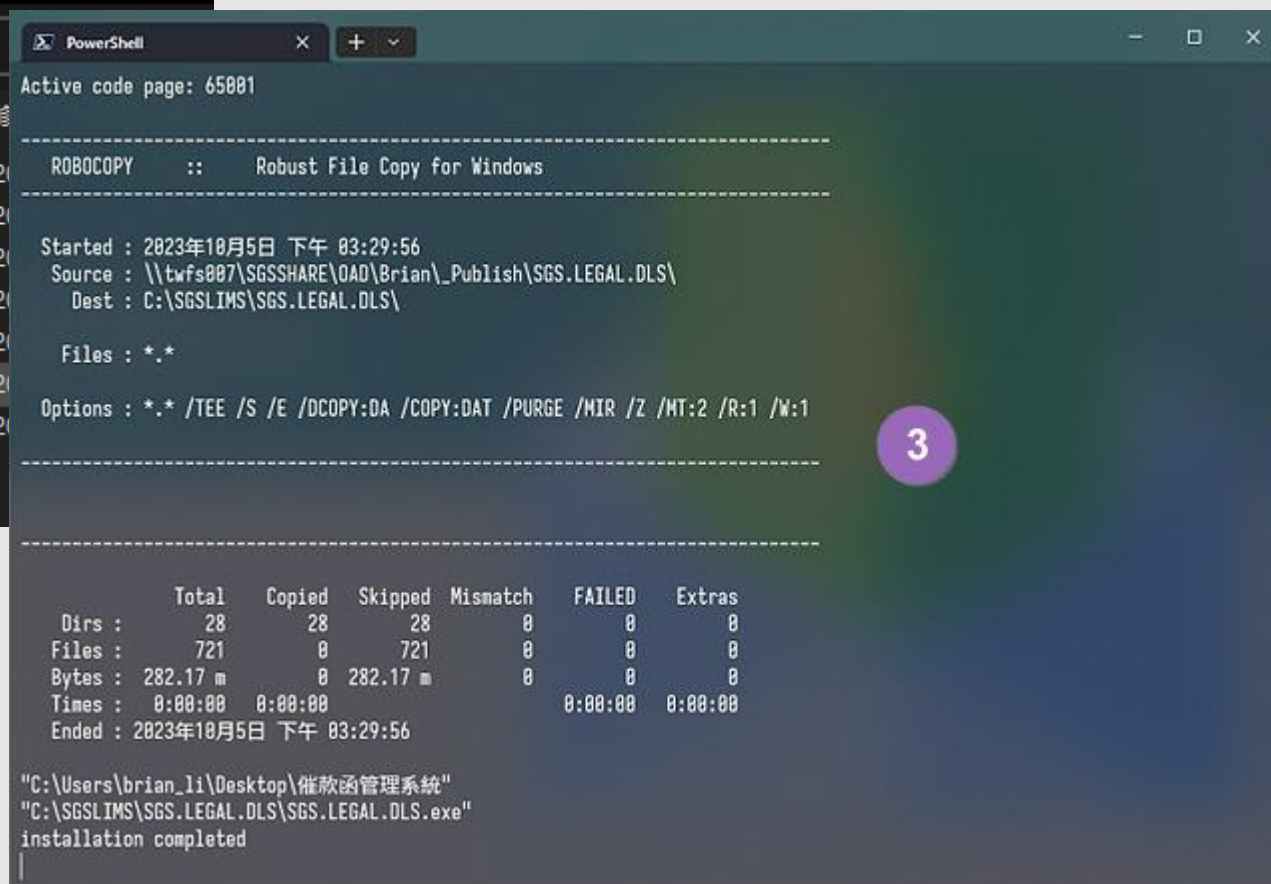 PowerShell
Active code page: 65001
-------------------------------------------------------------------------------
ROBOCOPY :: Robust File Copy for Windows
-------------------------------------------------------------------------------
Started : 2023年10月5日 下午 03:29:56
Source : \\twfs007\SGSSHARE\OAD\Brian\_Publish\SGS.LEGAL.DLS\
Dest : C:\SGSLIMS\SGS.LEGAL.DLS\
Files : *.*
Options : *.* /TEE /S /E /DCOPY:DA /COPY:DAT /PURGE /MIR /Z /MT:2 /R:1 /W:1
3
------------------------------------------------------------------------------
------------------------------------------------------------------------------
Total Copied Skipped Mismatch FAILED Extras
Dirs : 28 28 28 0 0 0
Files : 721 0 721 0 0 0
Bytes : 282.17 m 0 282.17 m 0 0 0
Times : 0:00:00 0:00:00 0:00:00 0:00:00
Ended : 2023年10月5日 下午 03:29:56
"C:\Users\brian_li\Desktop\催款函管理系統"
"C:\SGSLIMS\SGS.LEGAL.DLS\SGS.LEGAL.DLS.exe"
installation completed